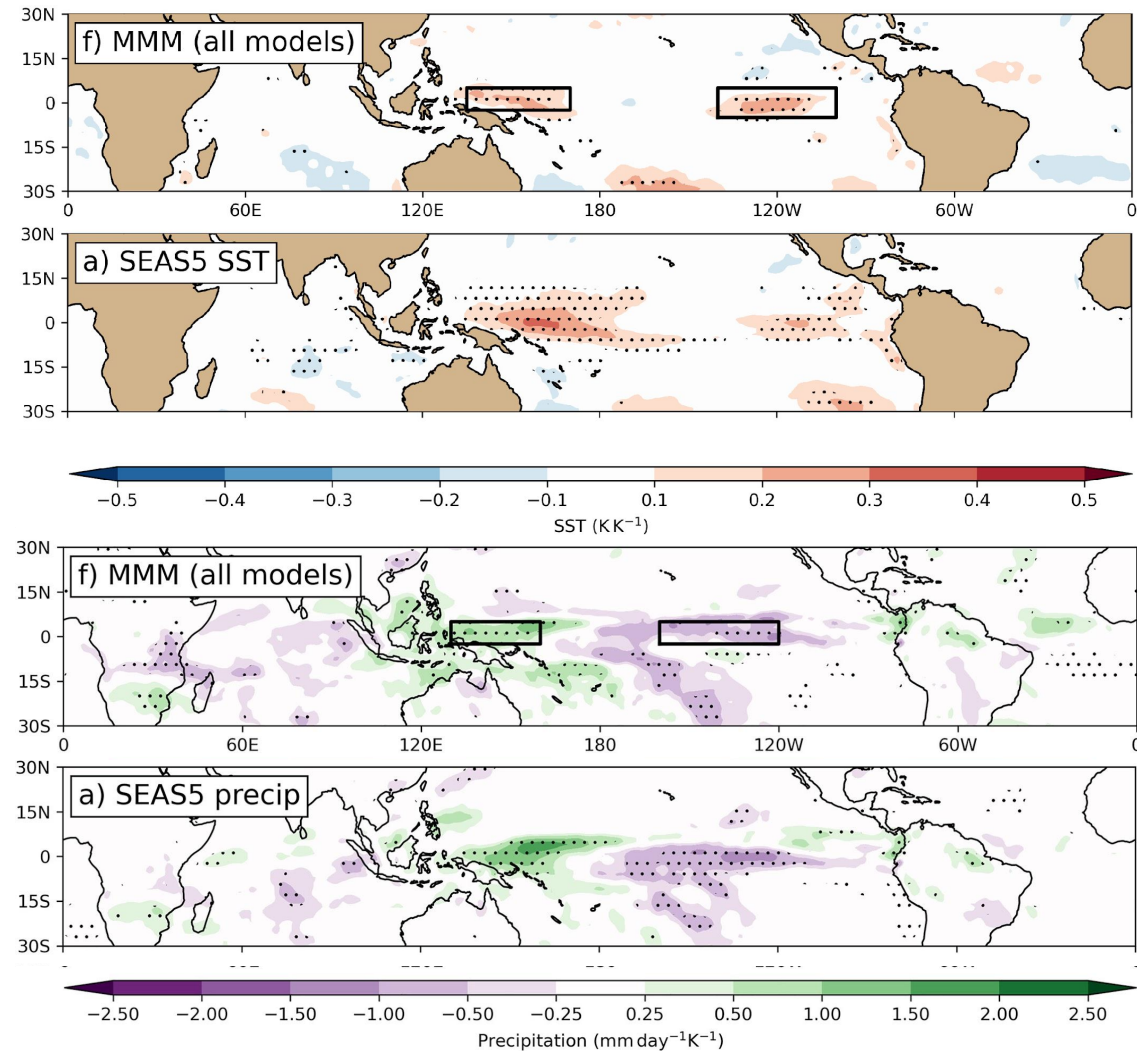 30N
f) MMM (all models)
15N
0
15S
30S
0 60E 120E 180 120W 60W 0
30N
a) SEAS5 SST
15N
0
15S
30S
−0.5 −0.4 −0.3 −0.2 −0.1 0.1 0.2 0.3 0.4 0.5
SST (K K⁻¹)
30N
f) MMM (all models)
15N
0
15S
30S
0 60E 120E 180 120W 60W 0
30N
a) SEAS5 precip
15N
0
15S
30S
−2.50 −2.00 −1.50 −1.00 −0.50 −0.25 0.25 0.50 1.00 1.50 2.00 2.50
Precipitation (mm day⁻¹K⁻¹)